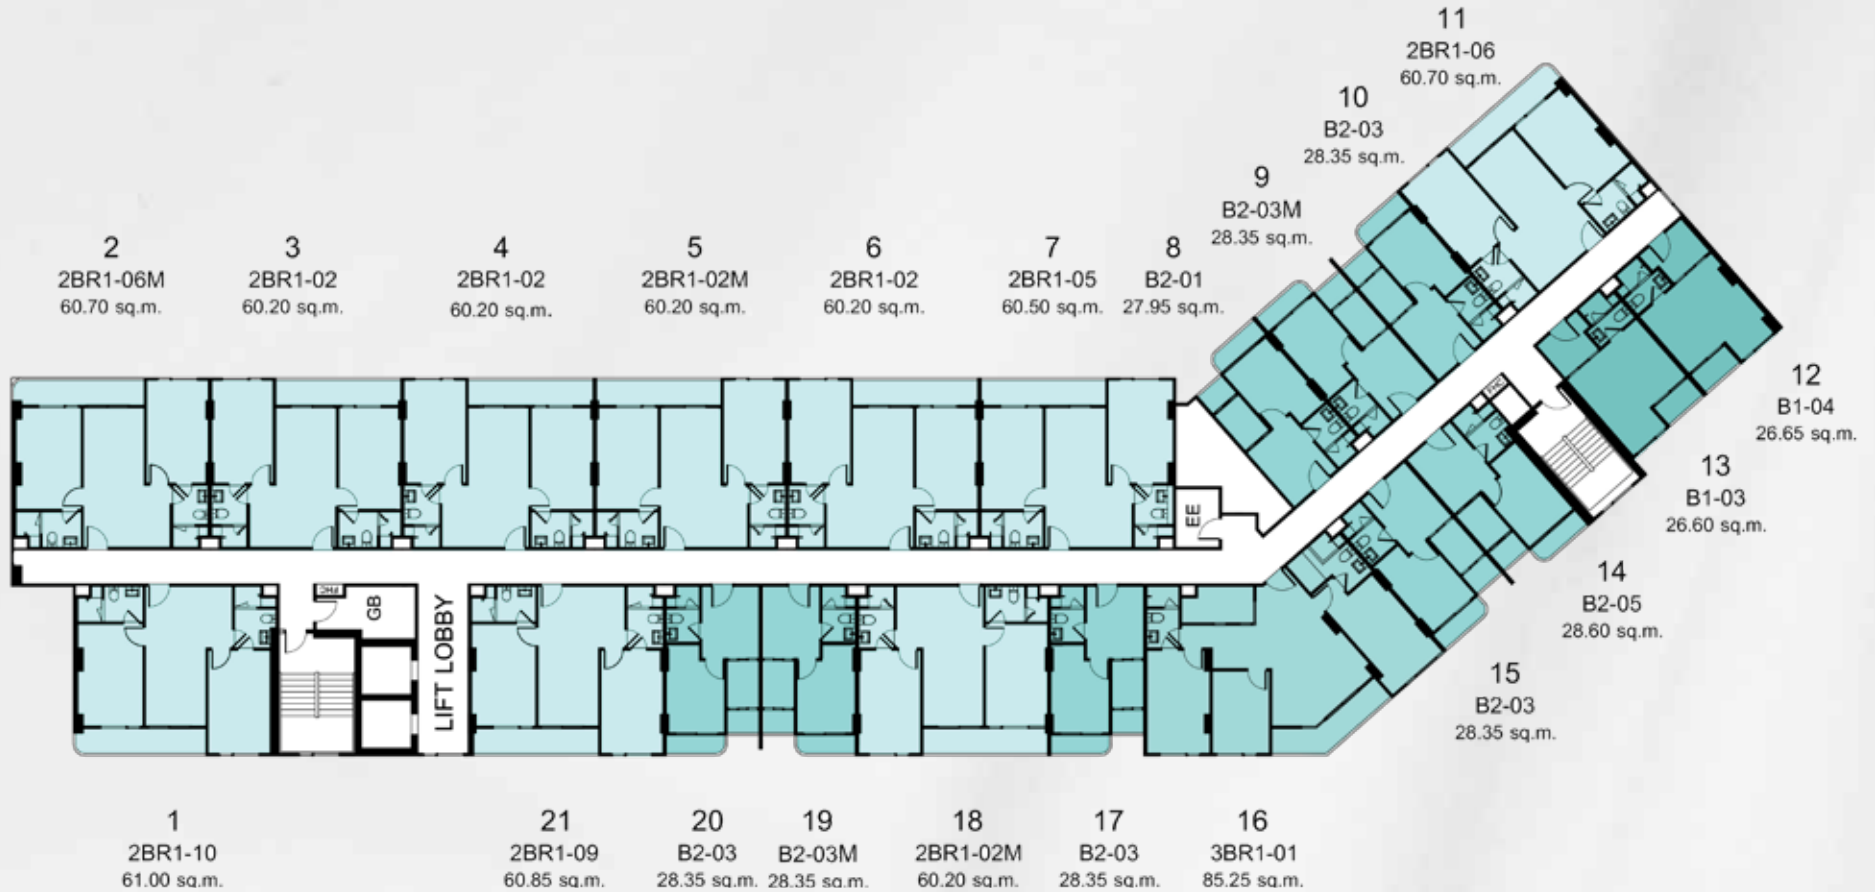 11
2BR1-06
60.70 sq.m.
10
B2-03
28.35 sq.m.
9
B2-03M
28.35 sq.m.
2
2BR1-06M
60.70 sq.m.
3
2BR1-02
60.20 sq.m.
4
2BR1-02
60.20 sq.m.
5
2BR1-02M
60.20 sq.m.
6
2BR1-02
60.20 sq.m.
7
2BR1-05
60.50 sq.m.
8
B2-01
27.95 sq.m.
12
B1-04
26.65 sq.m.
13
B1-03
26.60 sq.m.
14
B2-05
28.60 sq.m.
15
B2-03
28.35 sq.m.
EE
FHC
FHC
GB
LIFT LOBBY
1
2BR1-10
61.00 sq.m.
21
2BR1-09
60.85 sq.m.
20
B2-03
28.35 sq.m.
19
B2-03M
28.35 sq.m.
18
2BR1-02M
60.20 sq.m.
17
B2-03
28.35 sq.m.
16
3BR1-01
85.25 sq.m.